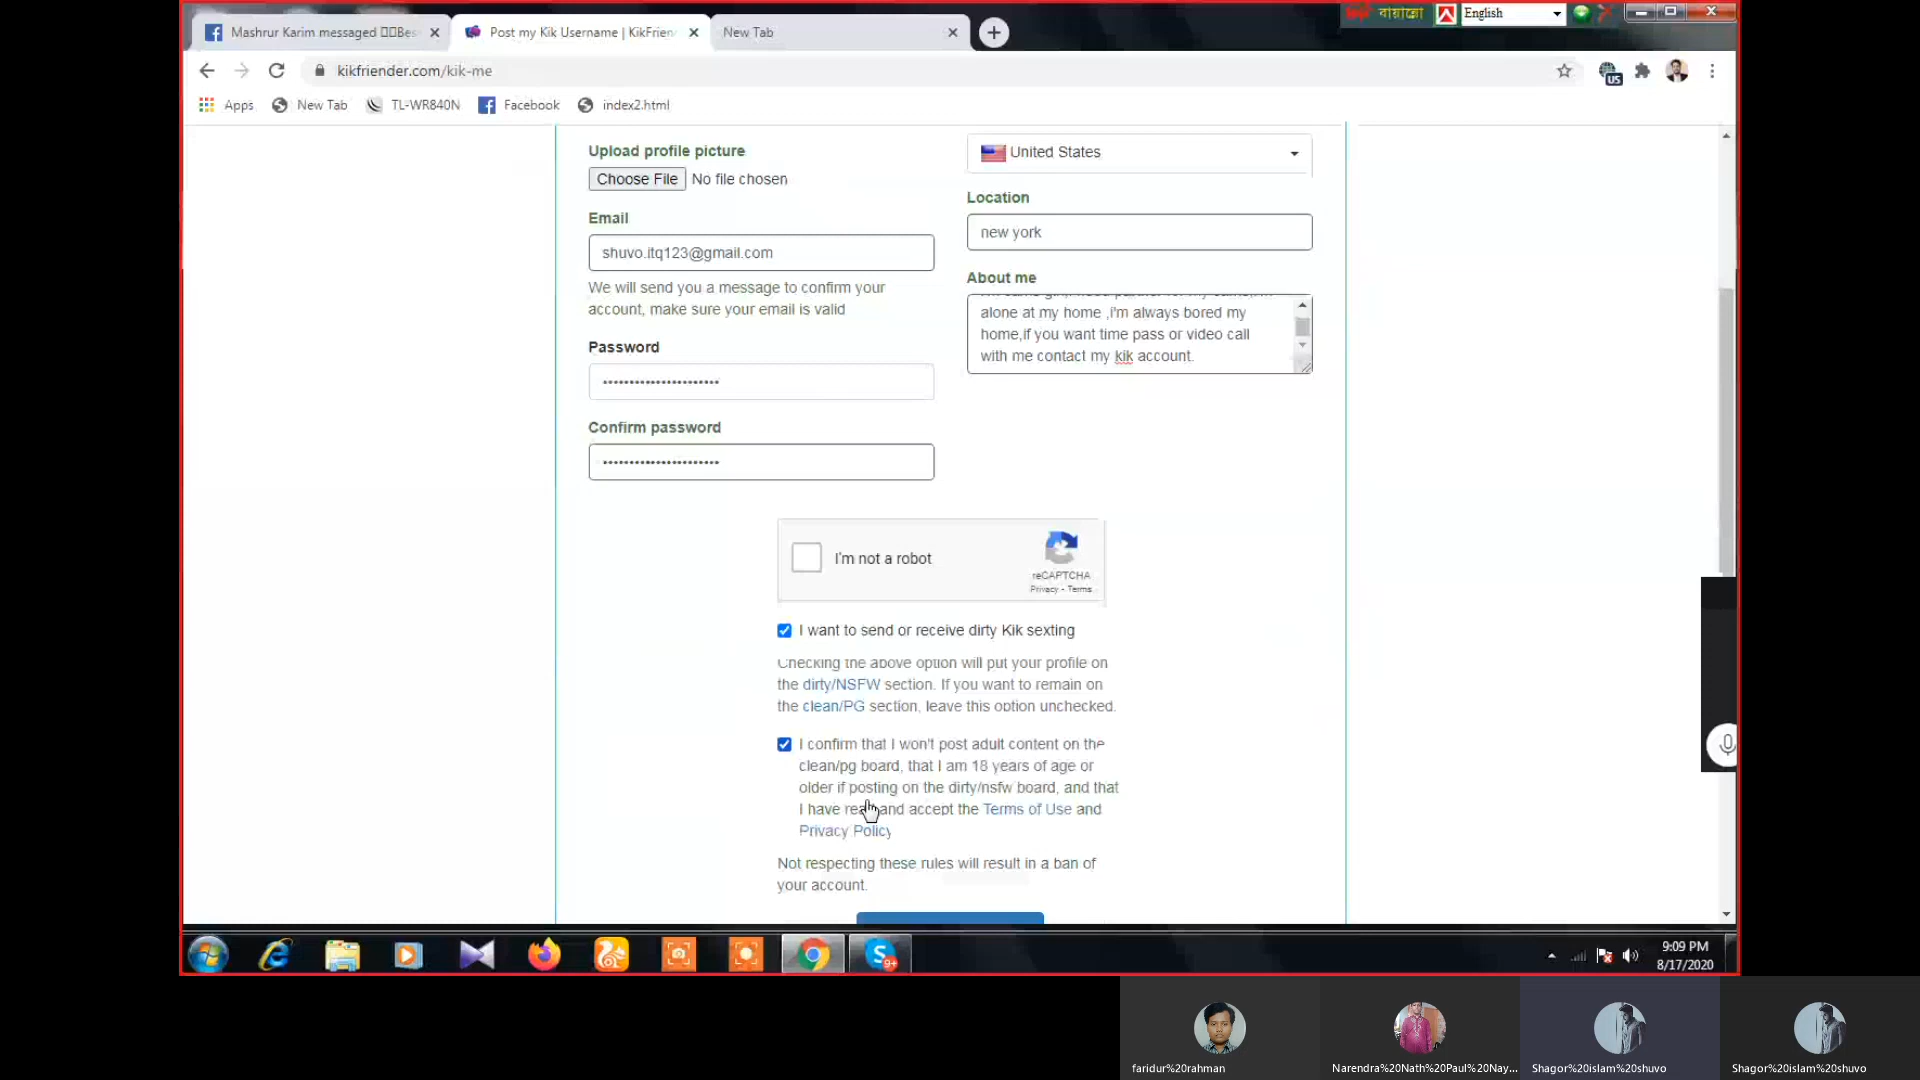 Mashrur Karim messaged
Post my Kik Username | KikFrien
New Tab
বায়ান্নো
English
kikfriender.com/kik-me
US
Apps
New Tab
TL-WR840N
Facebook
index2.html
Upload profile picture
Choose File No file chosen
Email
shuvo.itq123@gmail.com
We will send you a message to confirm your
account, make sure your email is valid
Password
Confirm password
United States
Location
new york
About me
alone at my home ,i'm always bored my
home,if you want time pass or video call
with me contact my kik account.
I'm not a robot
reCAPTCHA
Privacy - Terms
I want to send or receive dirty Kik sexting
Checking the above option will put your profile on
the dirty/NSFW section. If you want to remain on
the clean/PG section, leave this option unchecked.
I confirm that I won't post adult content on the
clean/pg board, that I am 18 years of age or
older if posting on the dirty/nsfw board, and that
I have read and accept the Terms of Use and
Privacy Policy
Not respecting these rules will result in a ban of
your account.
9+
9:09 PM
8/17/2020
faridur%20rahman
Narendra%20Nath%20Paul%20Nay...
Shagor%20islam%20shuvo
Shagor%20islam%20shuvo